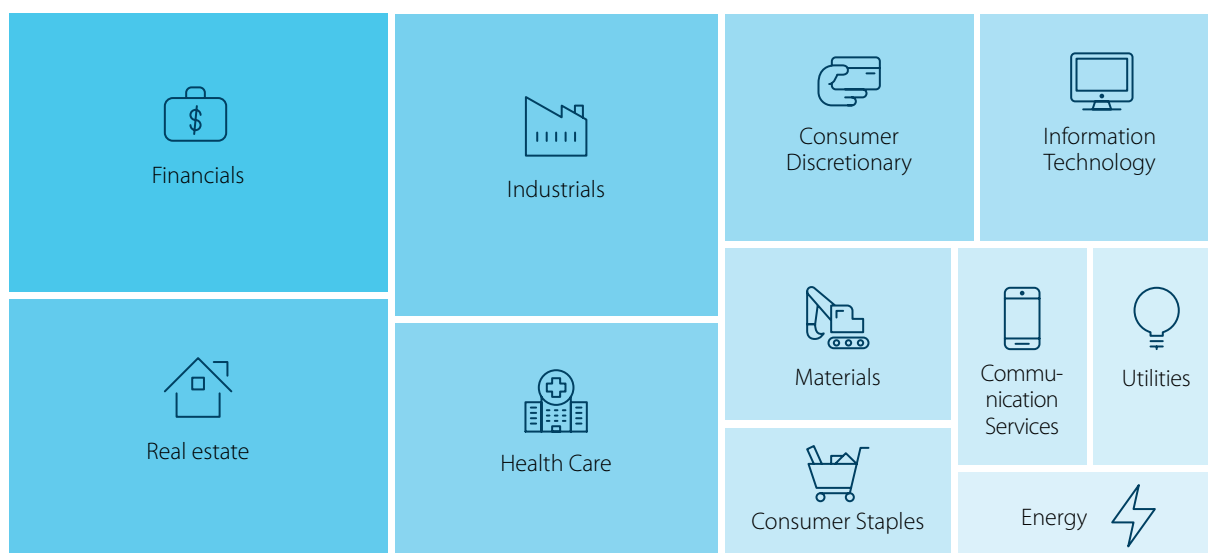 $
Financials
Industrials
Consumer
Discretionary
Information
Technology
Real estate
Health Care
Materials
Commu-
nication
Services
Utilities
Consumer Staples
Energy